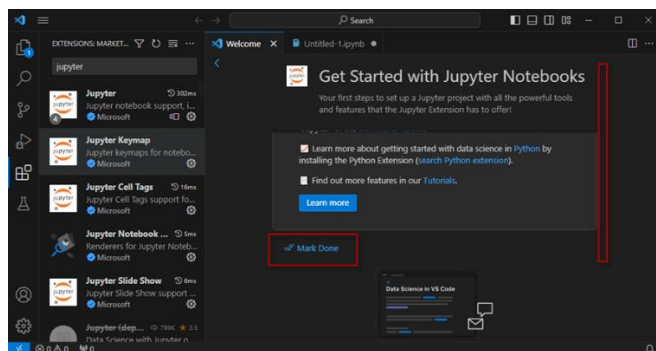 Search
EXTENSIONS: MARKET...
Welcome
Untitled-1.ipynb
jupyter
Jupyter 302ms
Jupyter notebook support, i...
Microsoft
Jupyter Keymap
Jupyter keymaps for notebo...
Microsoft
Jupyter Cell Tags 16ms
Jupyter Cell Tags support fo...
Microsoft
Jupyter Notebook ... 5ms
Renderers for Jupyter Noteb...
Microsoft
Jupyter Slide Show 8ms
Jupyter Slide Show support ...
Microsoft
Jupyter (dep... 799K ★ 3.5
Data Science with Jupyter o
Get Started with Jupyter Notebooks
Your first steps to set up a Jupyter project with all the powerful tools
and features that the Jupyter Extension has to offer!
Learn more about getting started with data science in Python by
installing the Python Extension (search Python extension).
Find out more features in our Tutorials.
Learn more
Mark Done
Data Science in VS Code
0 0 0